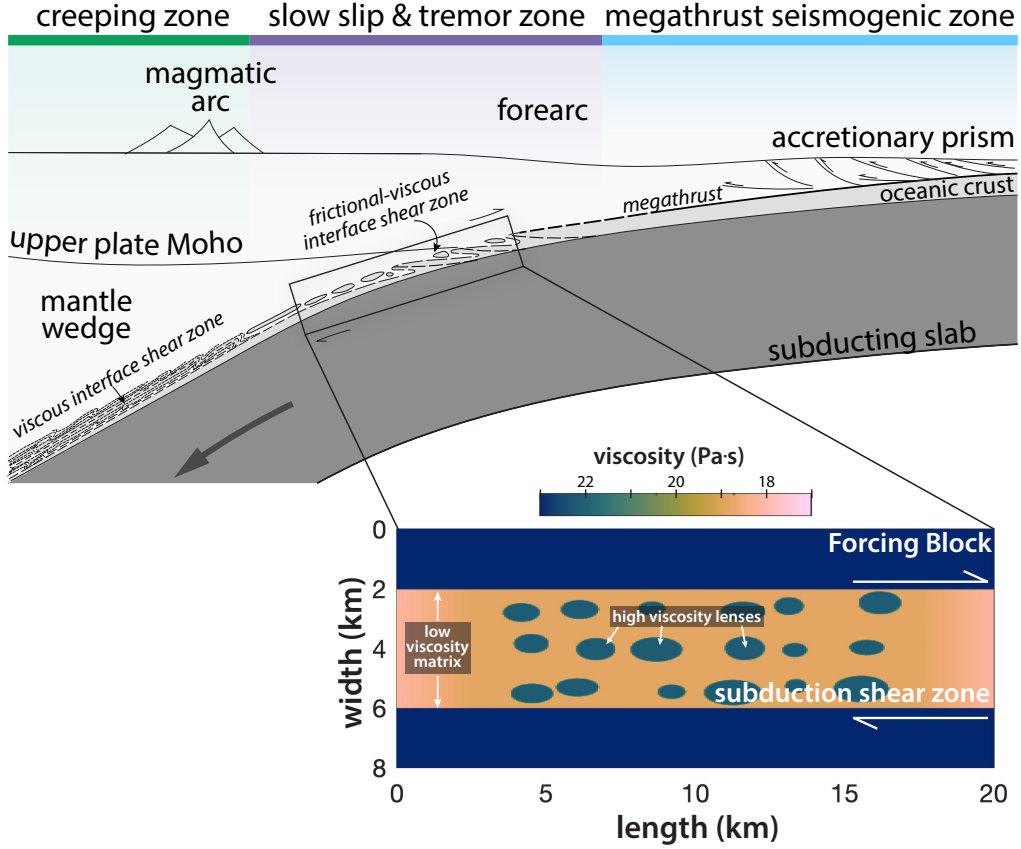 creeping zone
slow slip & tremor zone
megathrust seismogenic zone
magmatic
arc
forearc
accretionary prism
frictional-viscous
interface shear zone
megathrust
oceanic crust
upper plate Moho
mantle
wedge
viscous interface shear zone
subducting slab
viscosity (Pa·s)
22
20
18
0
2
4
6
8
width (km)
Forcing Block
high viscosity lenses
low
viscosity
matrix
subduction shear zone
0
5
10
15
20
length (km)